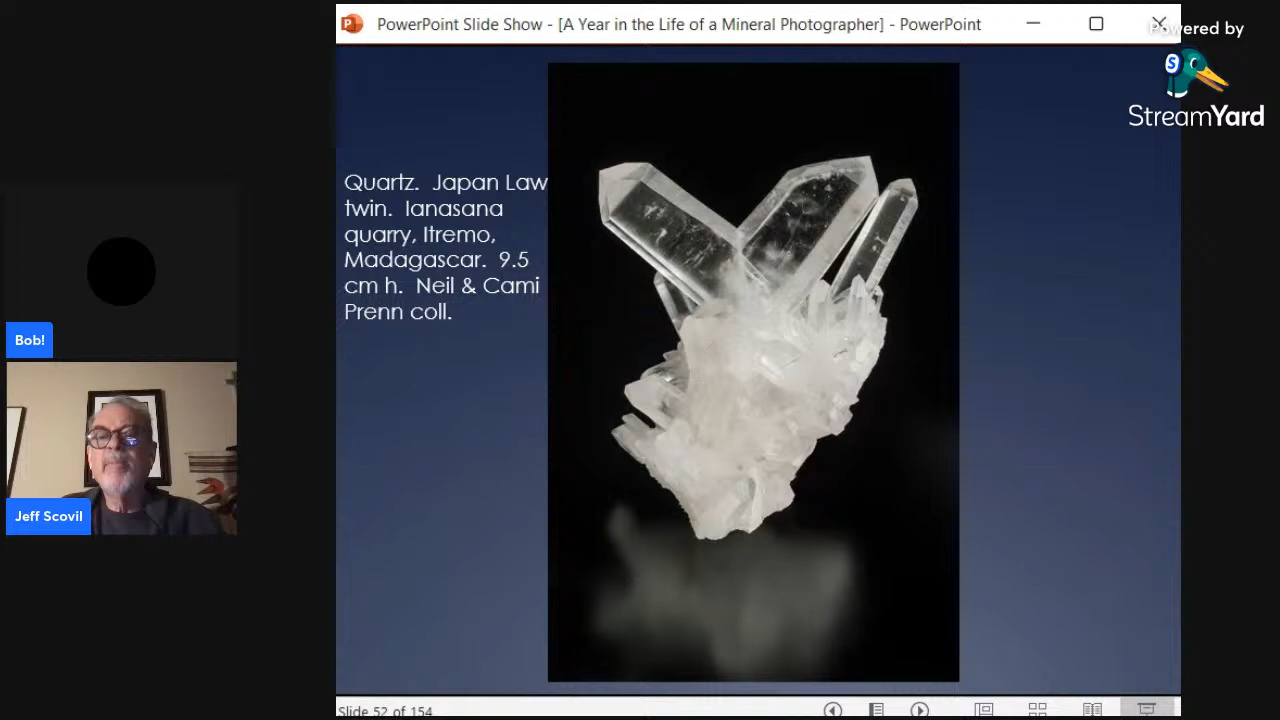 PowerPoint Slide Show - [A Year in the Life of a Mineral Photographer] - PowerPoint
Powered by
S
StreamYard
Quartz. Japan Law
twin. Ianasana
quarry, Itremo,
Madagascar. 9.5
cm h. Neil & Cami
Prenn coll.
Bob!
Jeff Scovil
Slide 52 of 154